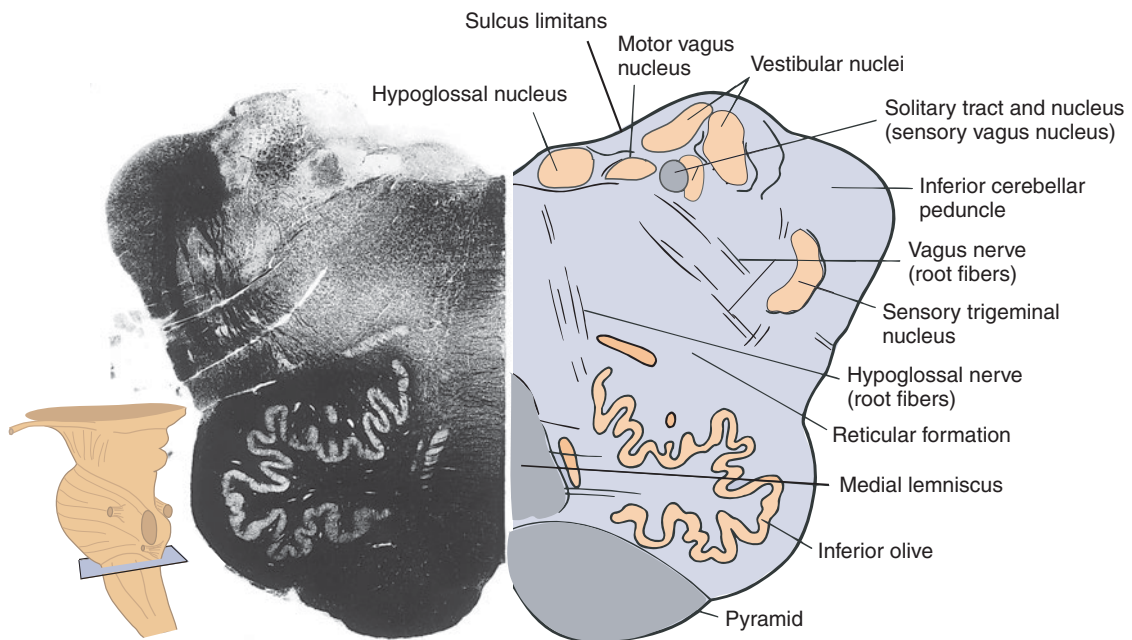 Sulcus limitans
Motor vagus
nucleus
Vestibular nuclei
Hypoglossal nucleus
Solitary tract and nucleus
(sensory vagus nucleus)
Inferior cerebellar
peduncle
Vagus nerve
(root fibers)
Sensory trigeminal
nucleus
Hypoglossal nerve
(root fibers)
Reticular formation
Medial lemniscus
Inferior olive
Pyramid